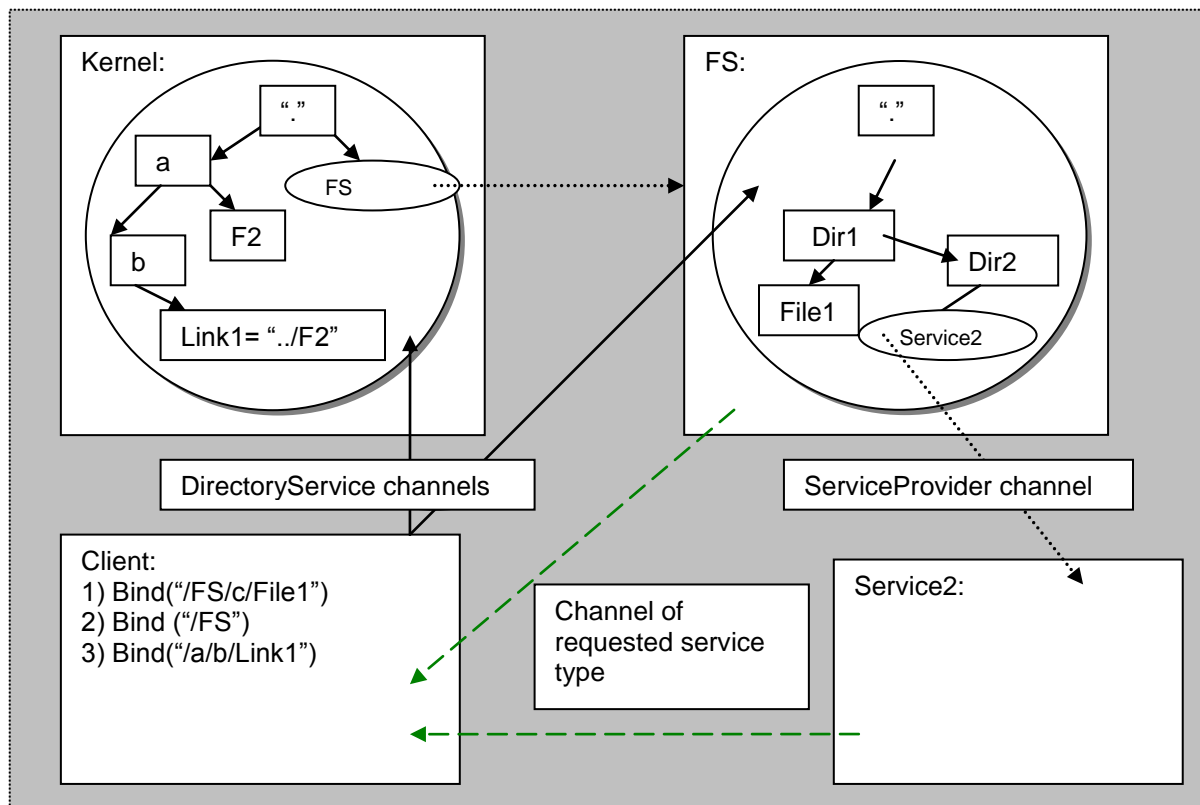 Kernel:
“.”
a
FS
F2
b
Link1= “../F2”
FS:
“.”
Dir1
Dir2
File1
Service2
DirectoryService channels
ServiceProvider channel
Client:
1) Bind(“/FS/c/File1”)
2) Bind (“/FS”)
3) Bind(“/a/b/Link1”)
Channel of
requested service
type
Service2: